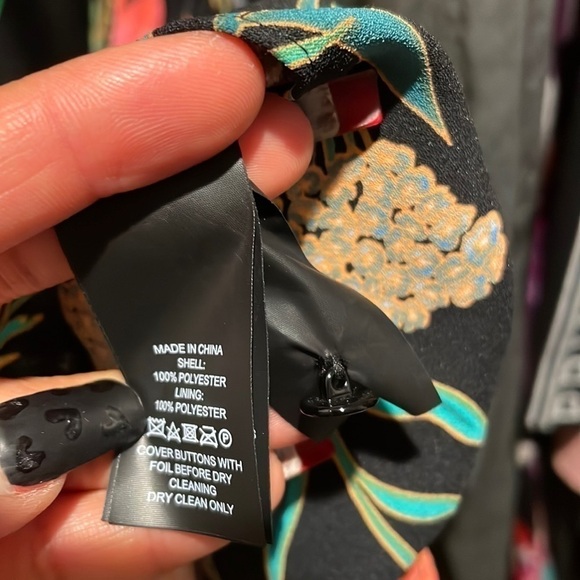 MADE IN CHINA
SHELL:
100% POLYESTER
LINING:
100% POLYESTER
P
COVER BUTTONS WITH
FOIL BEFORE DRY
CLEANING
DRY CLEAN ONLY